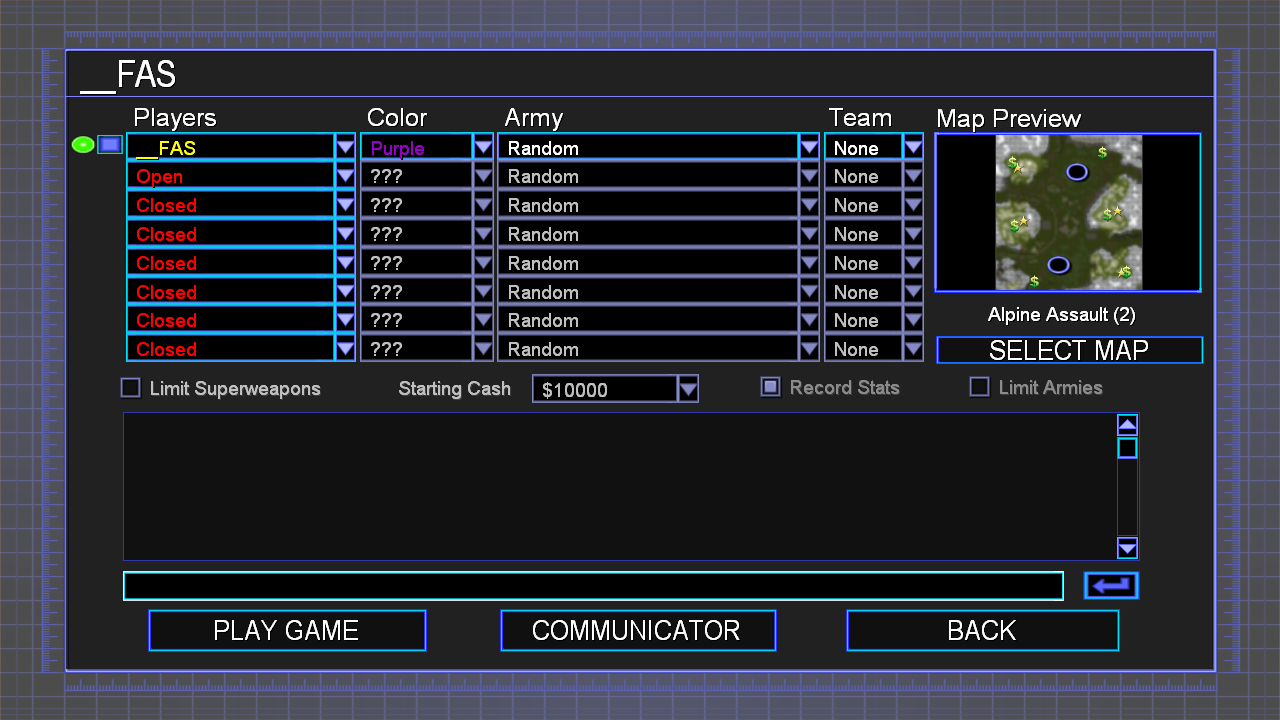 __FAS
Players Color Army Team Map Preview
__FAS Purple Random None
Open ??? Random None
Closed ??? Random None
Closed ??? Random None
Closed ??? Random None
Closed ??? Random None
Closed ??? Random None
Closed ??? Random None
Alpine Assault (2)
SELECT MAP
Limit Superweapons Starting Cash $10000 Record Stats Limit Armies
PLAY GAME COMMUNICATOR BACK